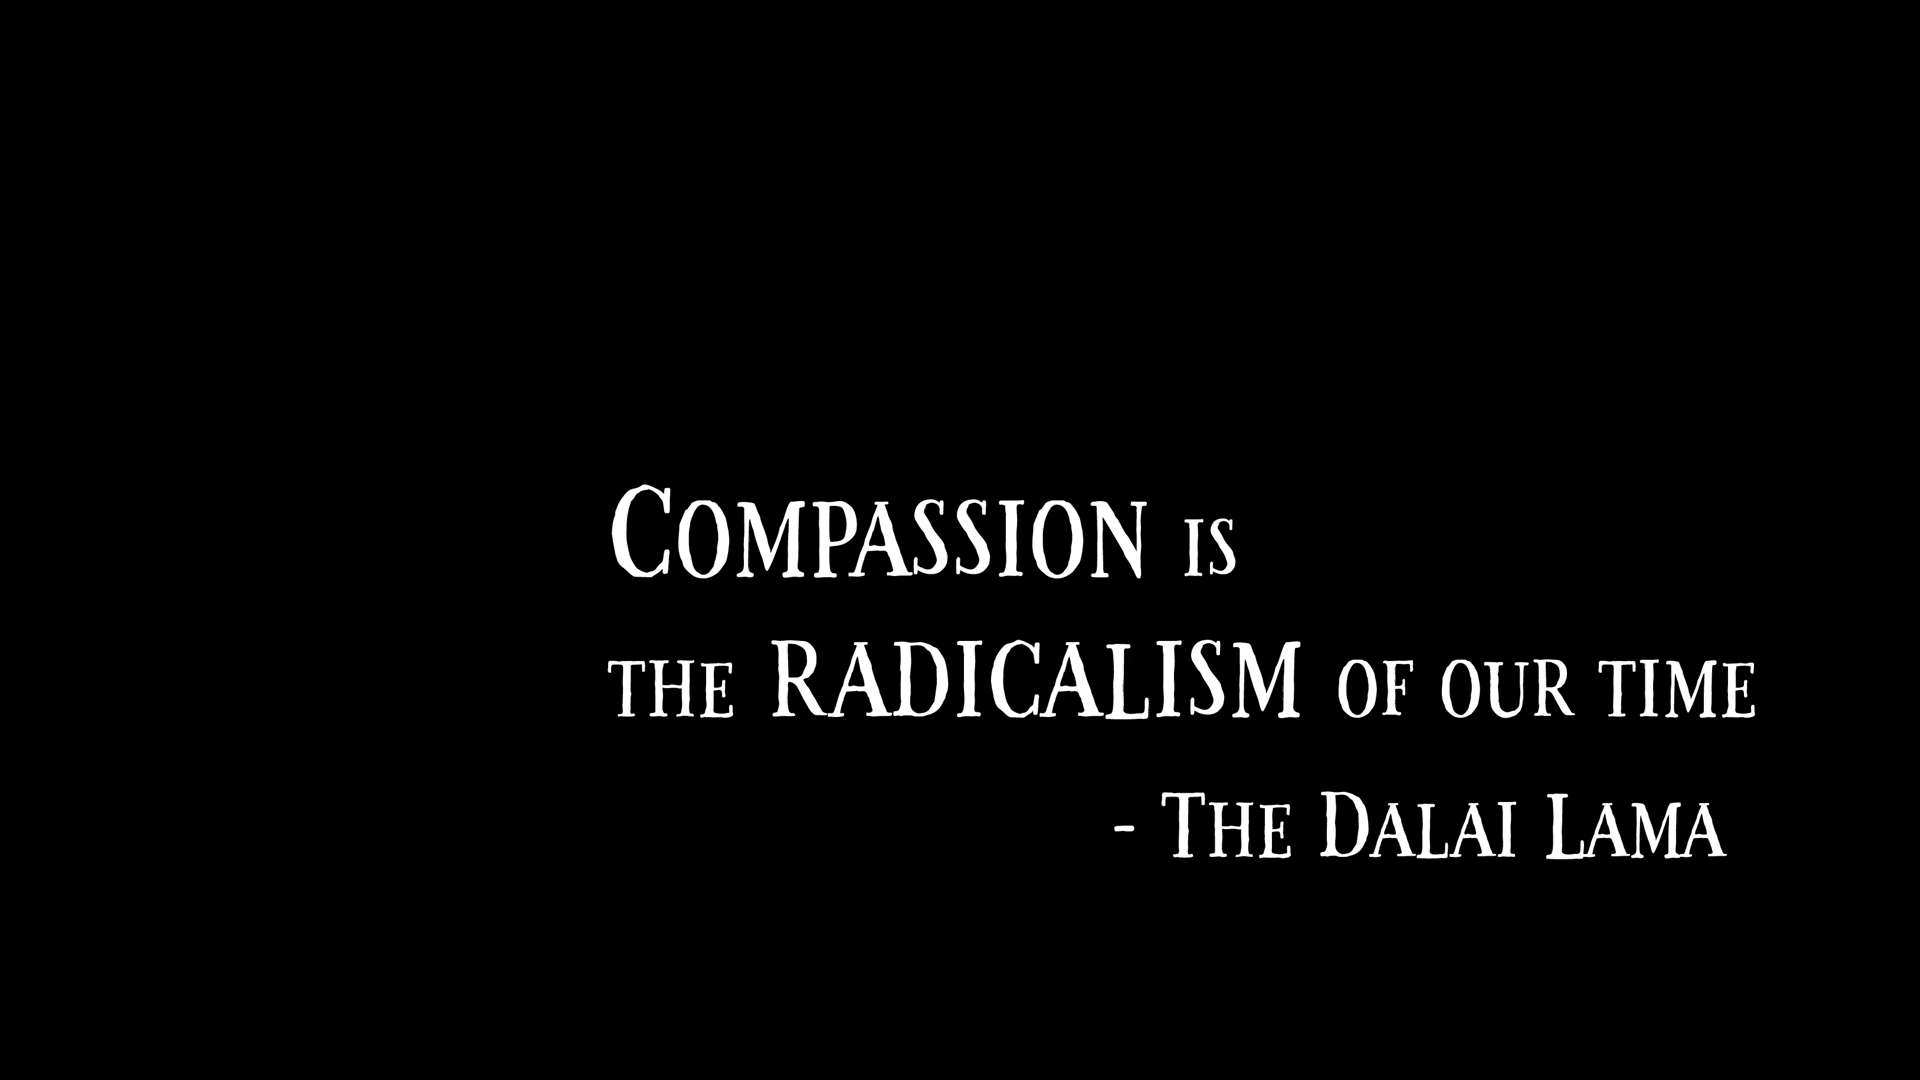 Compassion is
the RADICALISM of our time
- The Dalai Lama